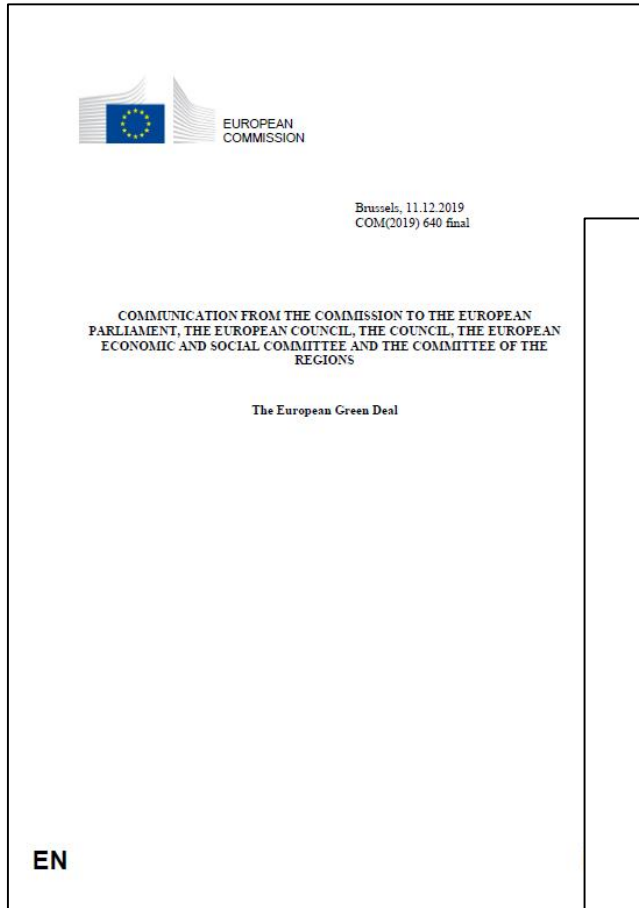 EUROPEAN
COMMISSION
Brussels, 11.12.2019
COM(2019) 640 final
COMMUNICATION FROM THE COMMISSION TO THE EUROPEAN
PARLIAMENT, THE EUROPEAN COUNCIL, THE COUNCIL, THE EUROPEAN
ECONOMIC AND SOCIAL COMMITTEE AND THE COMMITTEE OF THE
REGIONS
The European Green Deal
EN